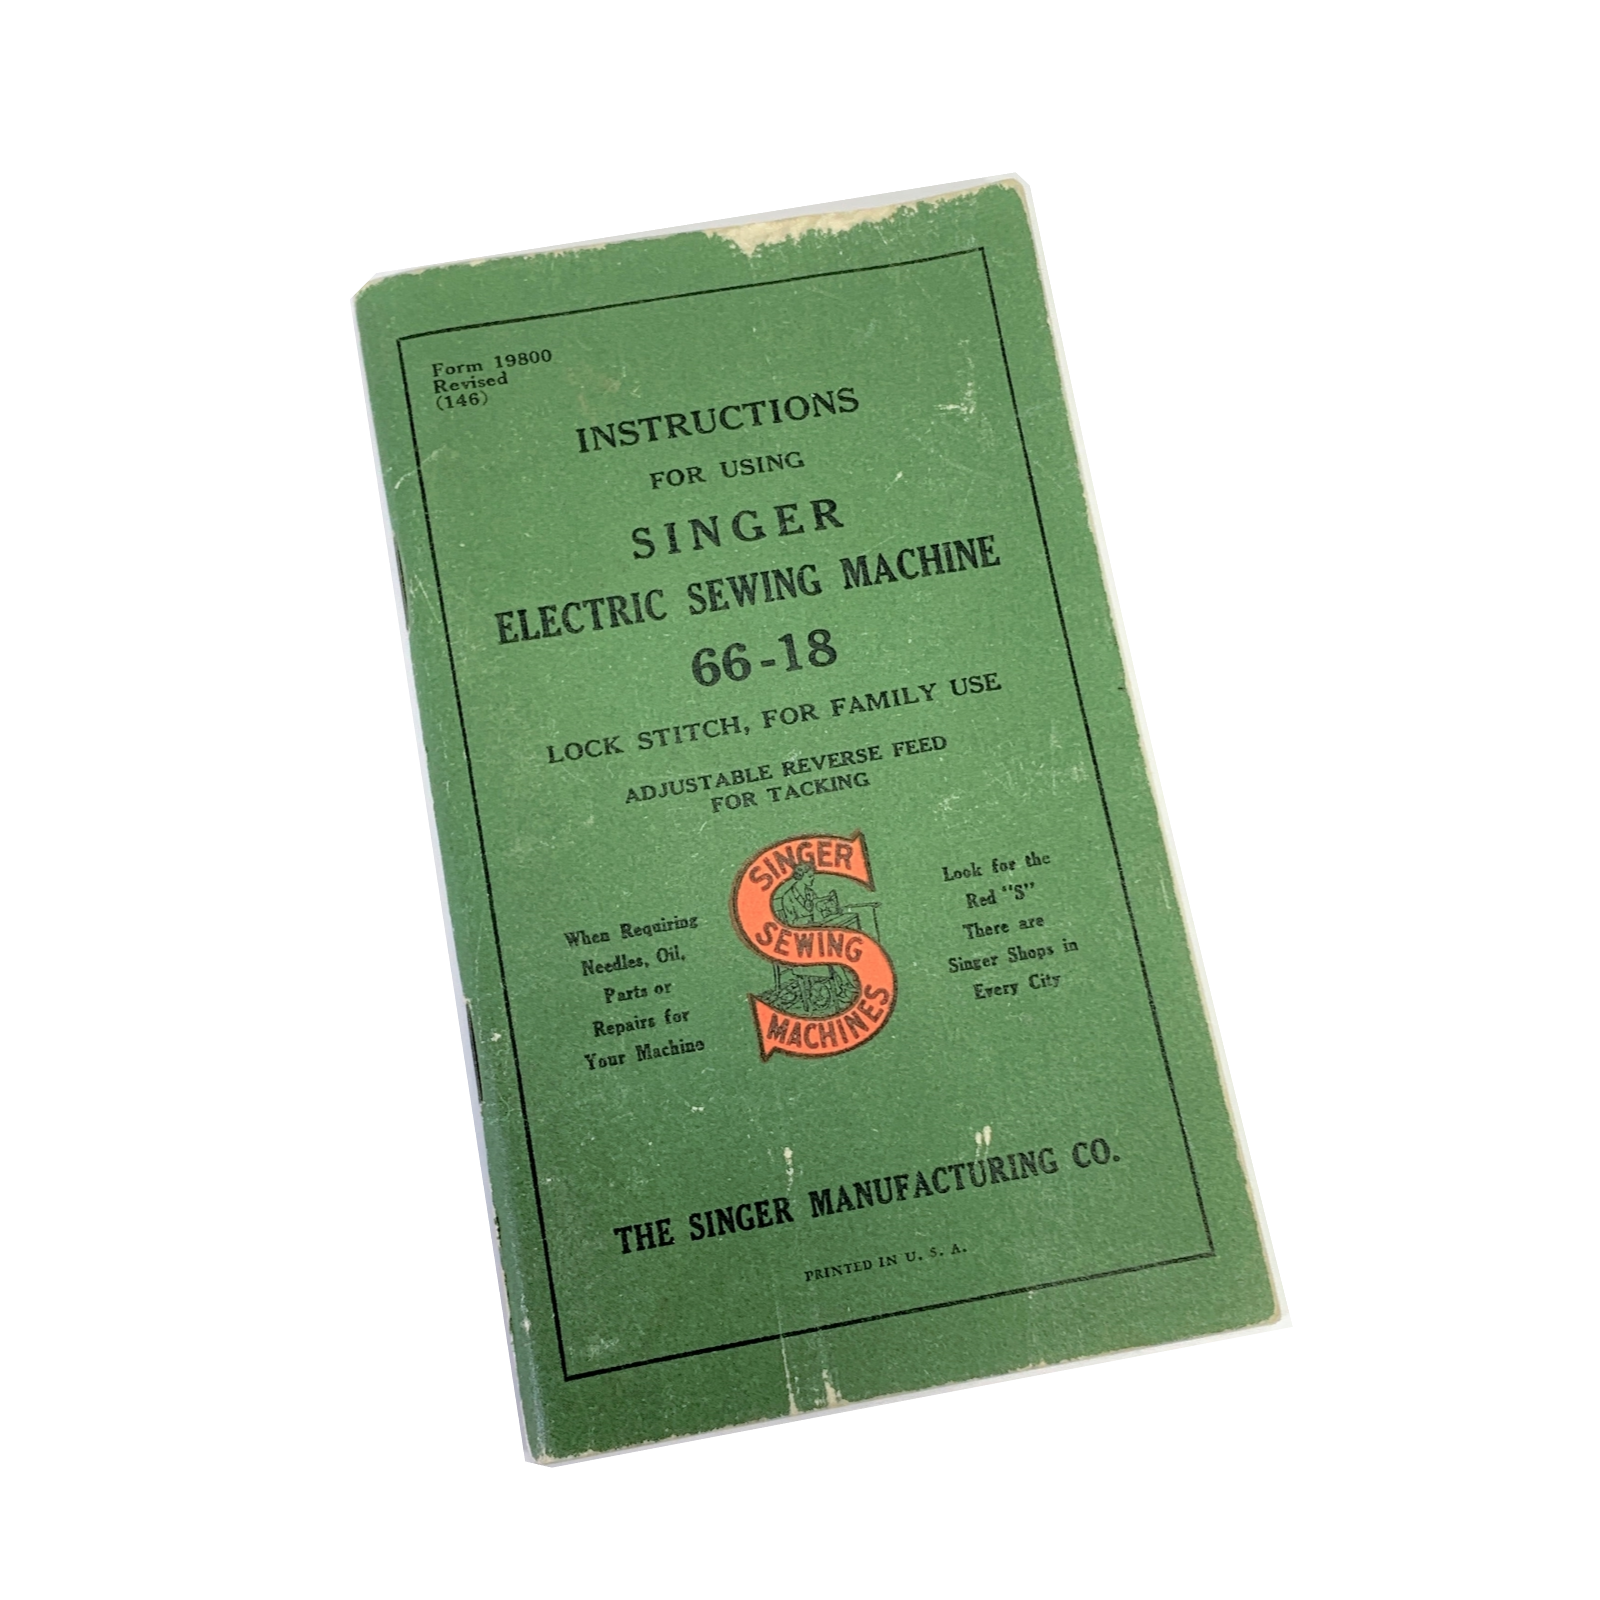 Form 19800
Revised
(146)
INSTRUCTIONS
FOR USING
SINGER
ELECTRIC SEWING MACHINE
66-18
LOCK STITCH, FOR FAMILY USE
ADJUSTABLE REVERSE FEED
FOR TACKING
When Requiring
Needles, Oil,
Parts or
Repairs for
Your Machine
SINGER
SEWING
MACHINES
Look for the
Red "S"
There are
Singer Shops in
Every City
THE SINGER MANUFACTURING CO.
PRINTED IN U. S. A.